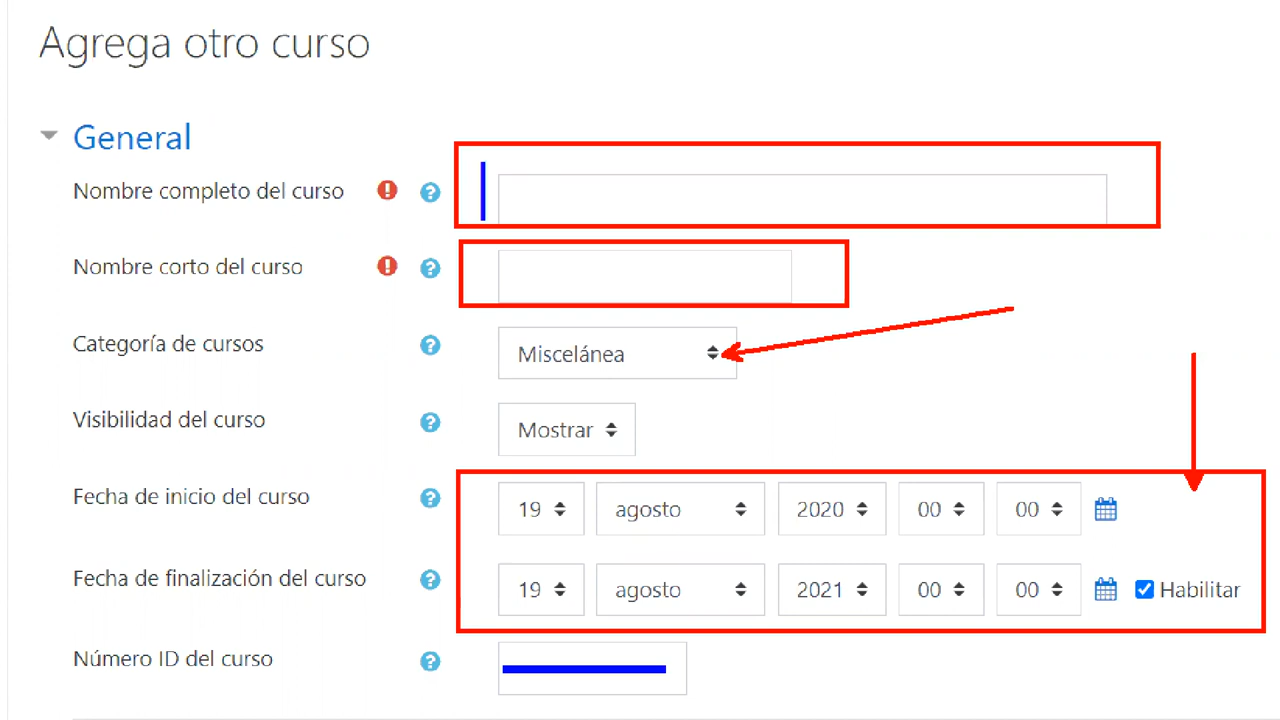 Agrega otro curso
General
Nombre completo del curso
Nombre corto del curso
Categoría de cursos
Miscelánea
Visibilidad del curso
Mostrar
Fecha de inicio del curso
19 agosto 2020 00 00
Fecha de finalización del curso
19 agosto 2021 00 00 Habilitar
Número ID del curso